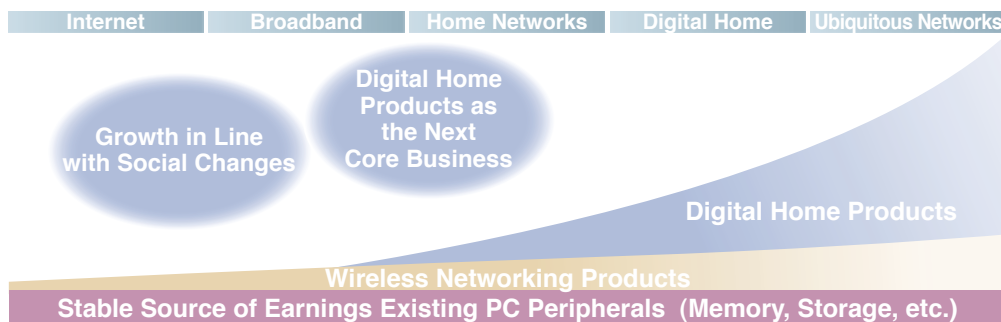 Internet
Broadband
Home Networks
Digital Home
Ubiquitous Networks
Growth in Line
with Social Changes
Digital Home
Products as
the Next
Core Business
Digital Home Products
Wireless Networking Products
Stable Source of Earnings Existing PC Peripherals (Memory, Storage, etc.)